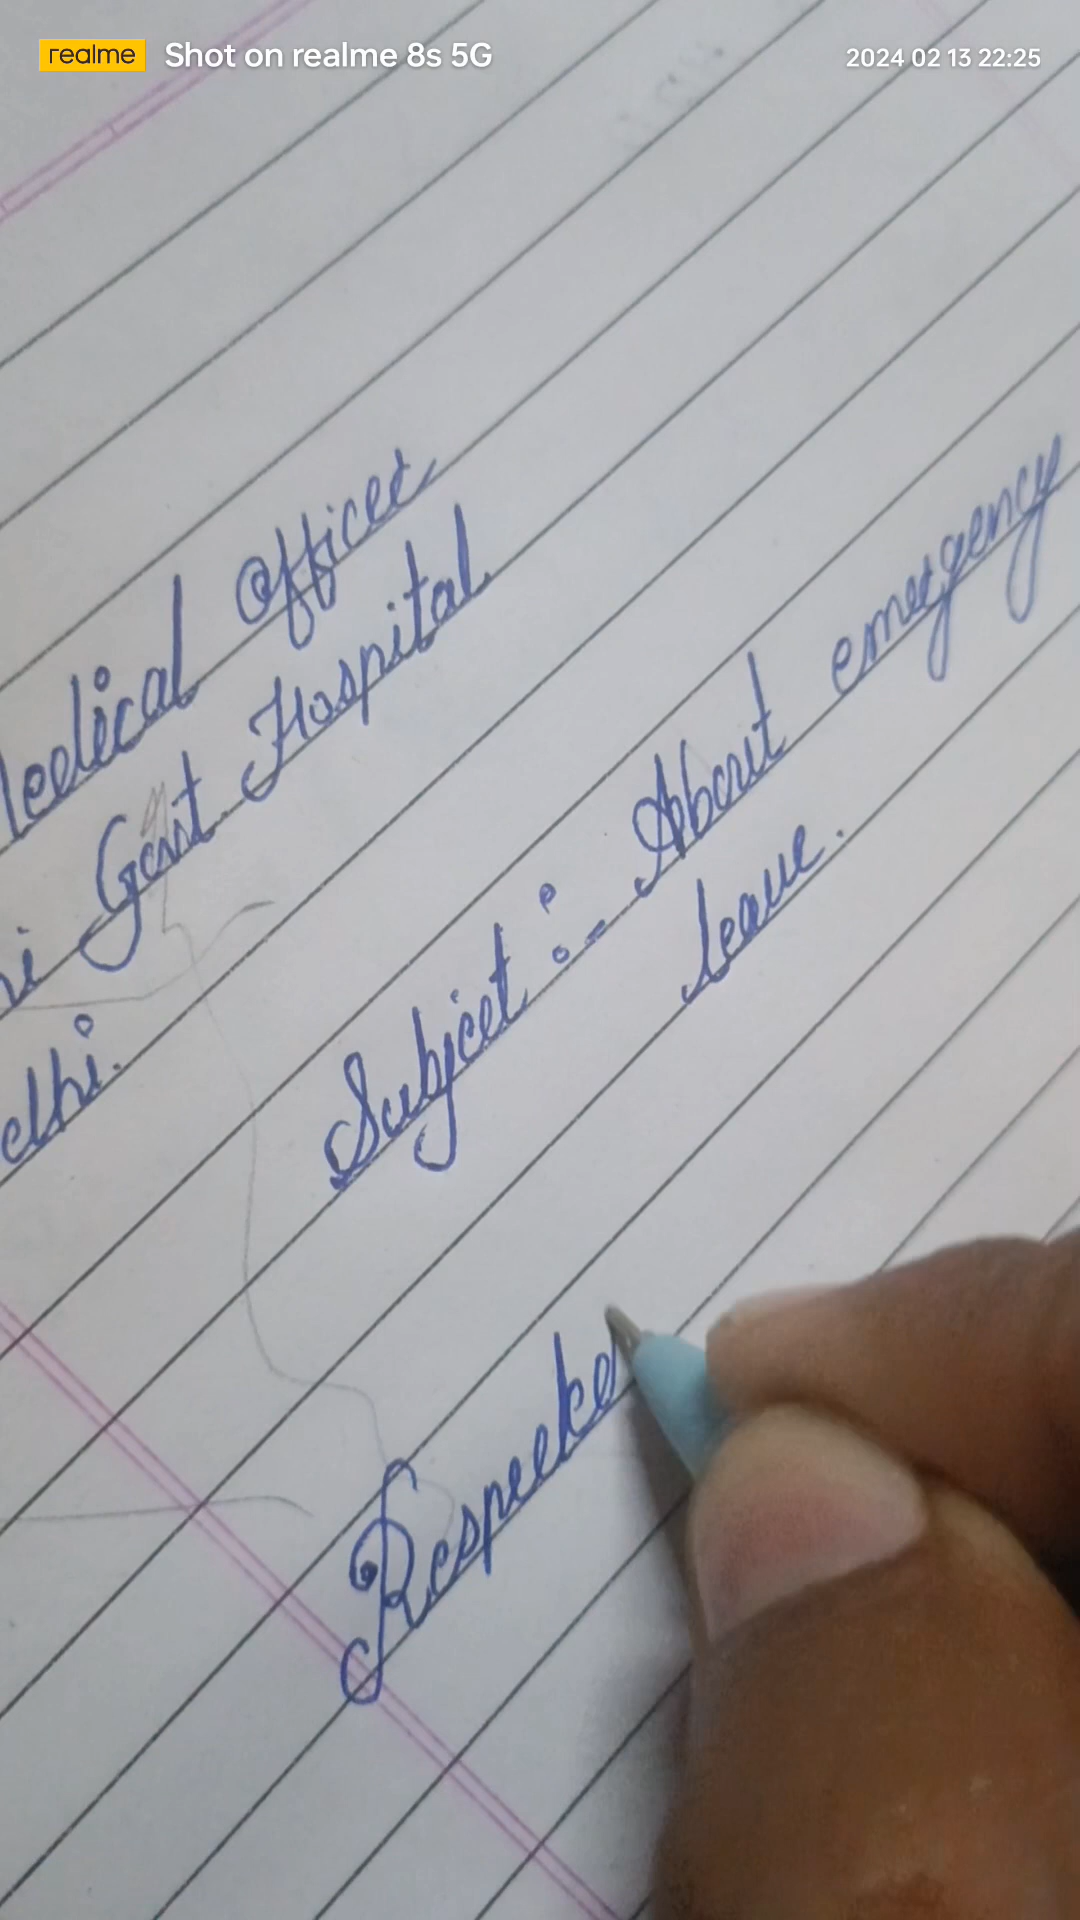 realme Shot on realme 8s 5G
2024 02 13 22:25
Medical Officer
Govt Hospital
elhi.
Subject :- About emergency
leave.
Respecte